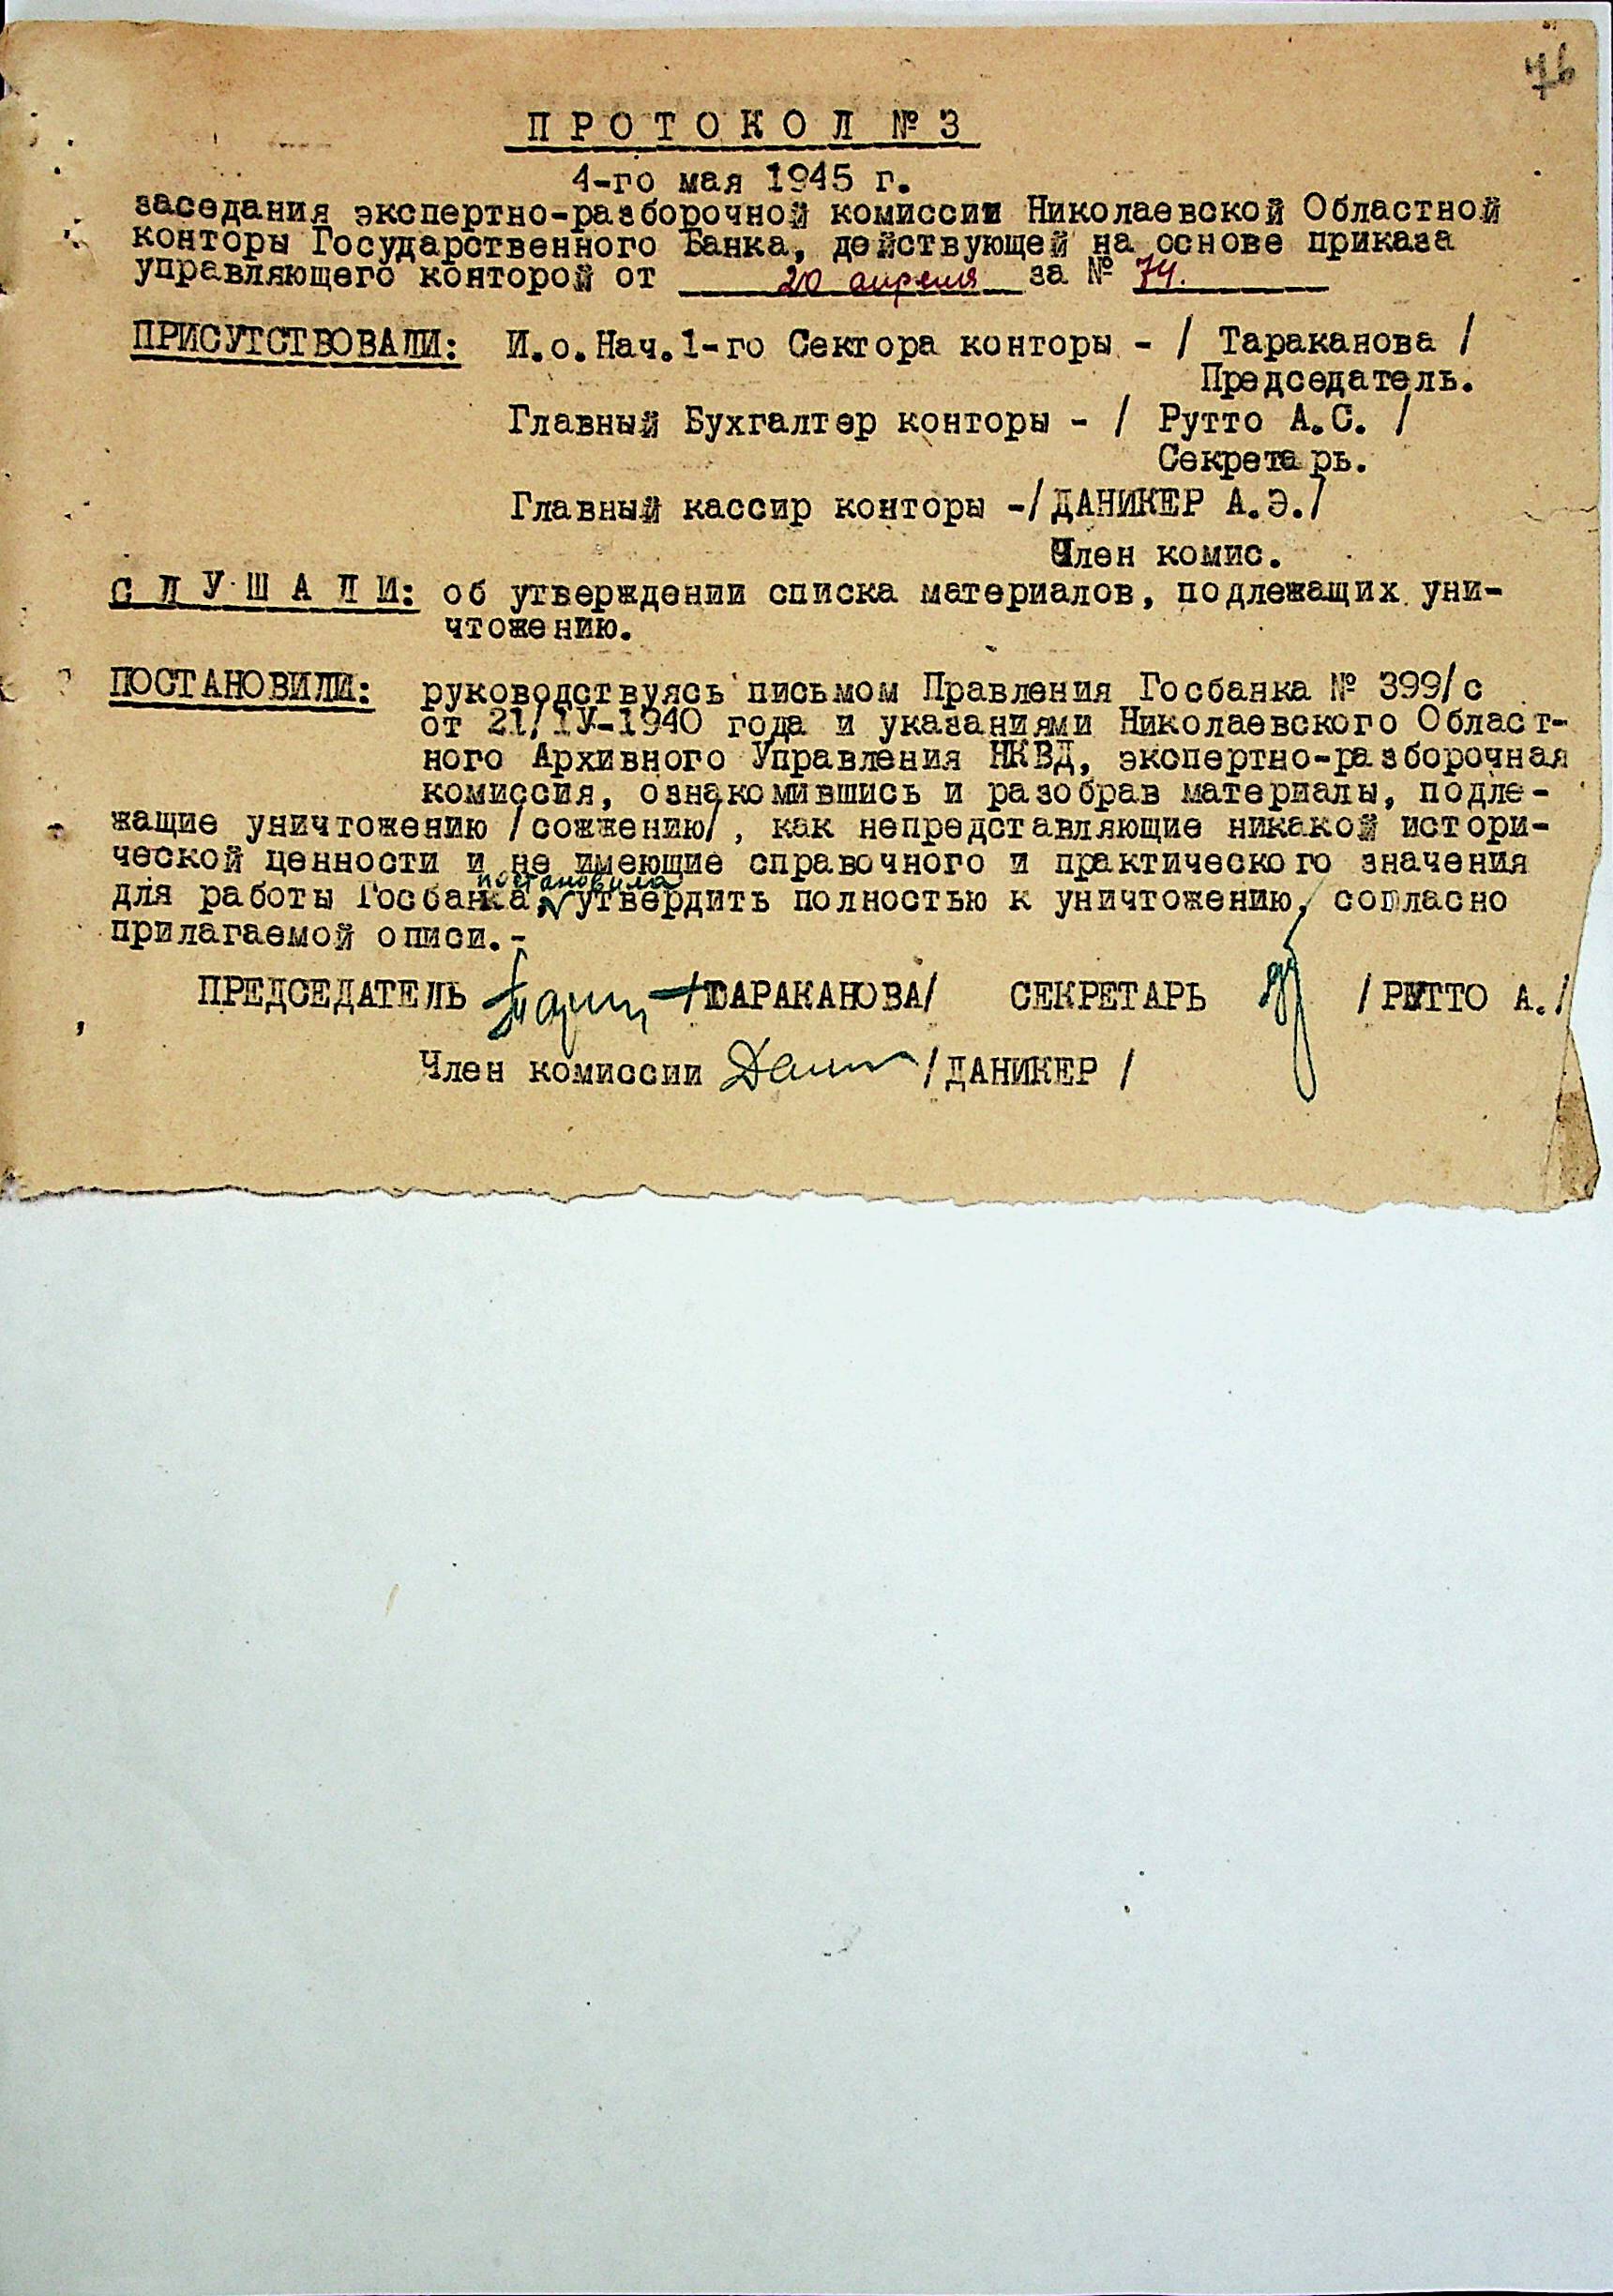 76
ПРОТОКОЛ № 3
4-го мая 1945 г.
заседания экспертно-разборочной комиссии Николаевской Областной
конторы Государственного Банка, действующей на основе приказа
управляющего конторой от 20 апреля за № 74.
ПРИСУТСТВОВАЛИ: И.о.Нач.1-го Сектора конторы - / Тараканова /
Председатель.
Главный Бухгалтер конторы - / Рутто А.С. /
Секретарь.
Главный кассир конторы -/ДАНИКЕР А.Э./
Член комис.
СЛУШАЛИ: об утверждении списка материалов, подлежащих уни-
чтожению.
ПОСТАНОВИЛИ: руководствуясь письмом Правления Госбанка № 399/с
от 21/IУ-1940 года и указаниями Николаевского Област-
ного Архивного Управления НКВД, экспертно-разборочная
комиссия, ознакомившись и разобрав материалы, подле-
жащие уничтожению /сожжению/, как непредставляющие никакой истори-
ческой ценности и не имеющие справочного и практического значения
постановила
для работы Госбанка, утвердить полностью к уничтожению, согласно
прилагаемой описи.-
ПРЕДСЕДАТЕЛЬ /ТАРАКАНОВА/ СЕКРЕТАРЬ /РУТТО А./
Член комиссии /ДАНИКЕР /